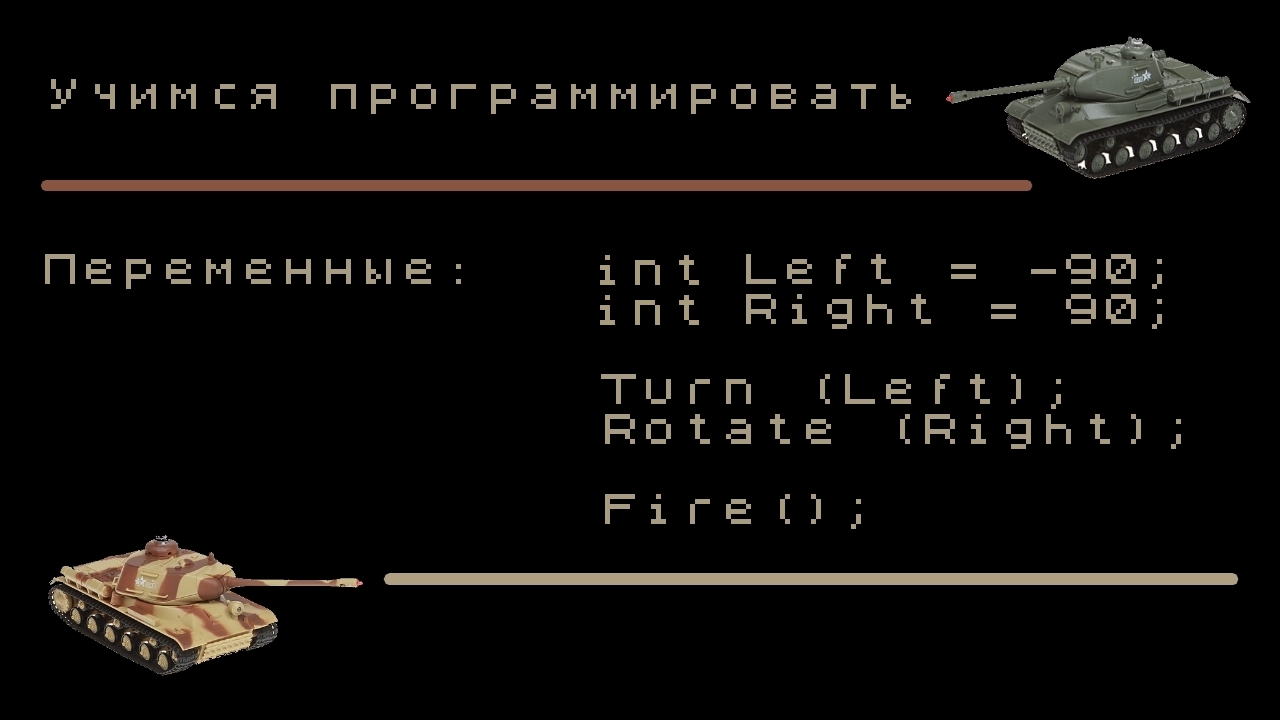 Учимся программировать
Переменные:
int Left = -90;
int Right = 90;
Turn (Left);
Rotate (Right);
Fire();